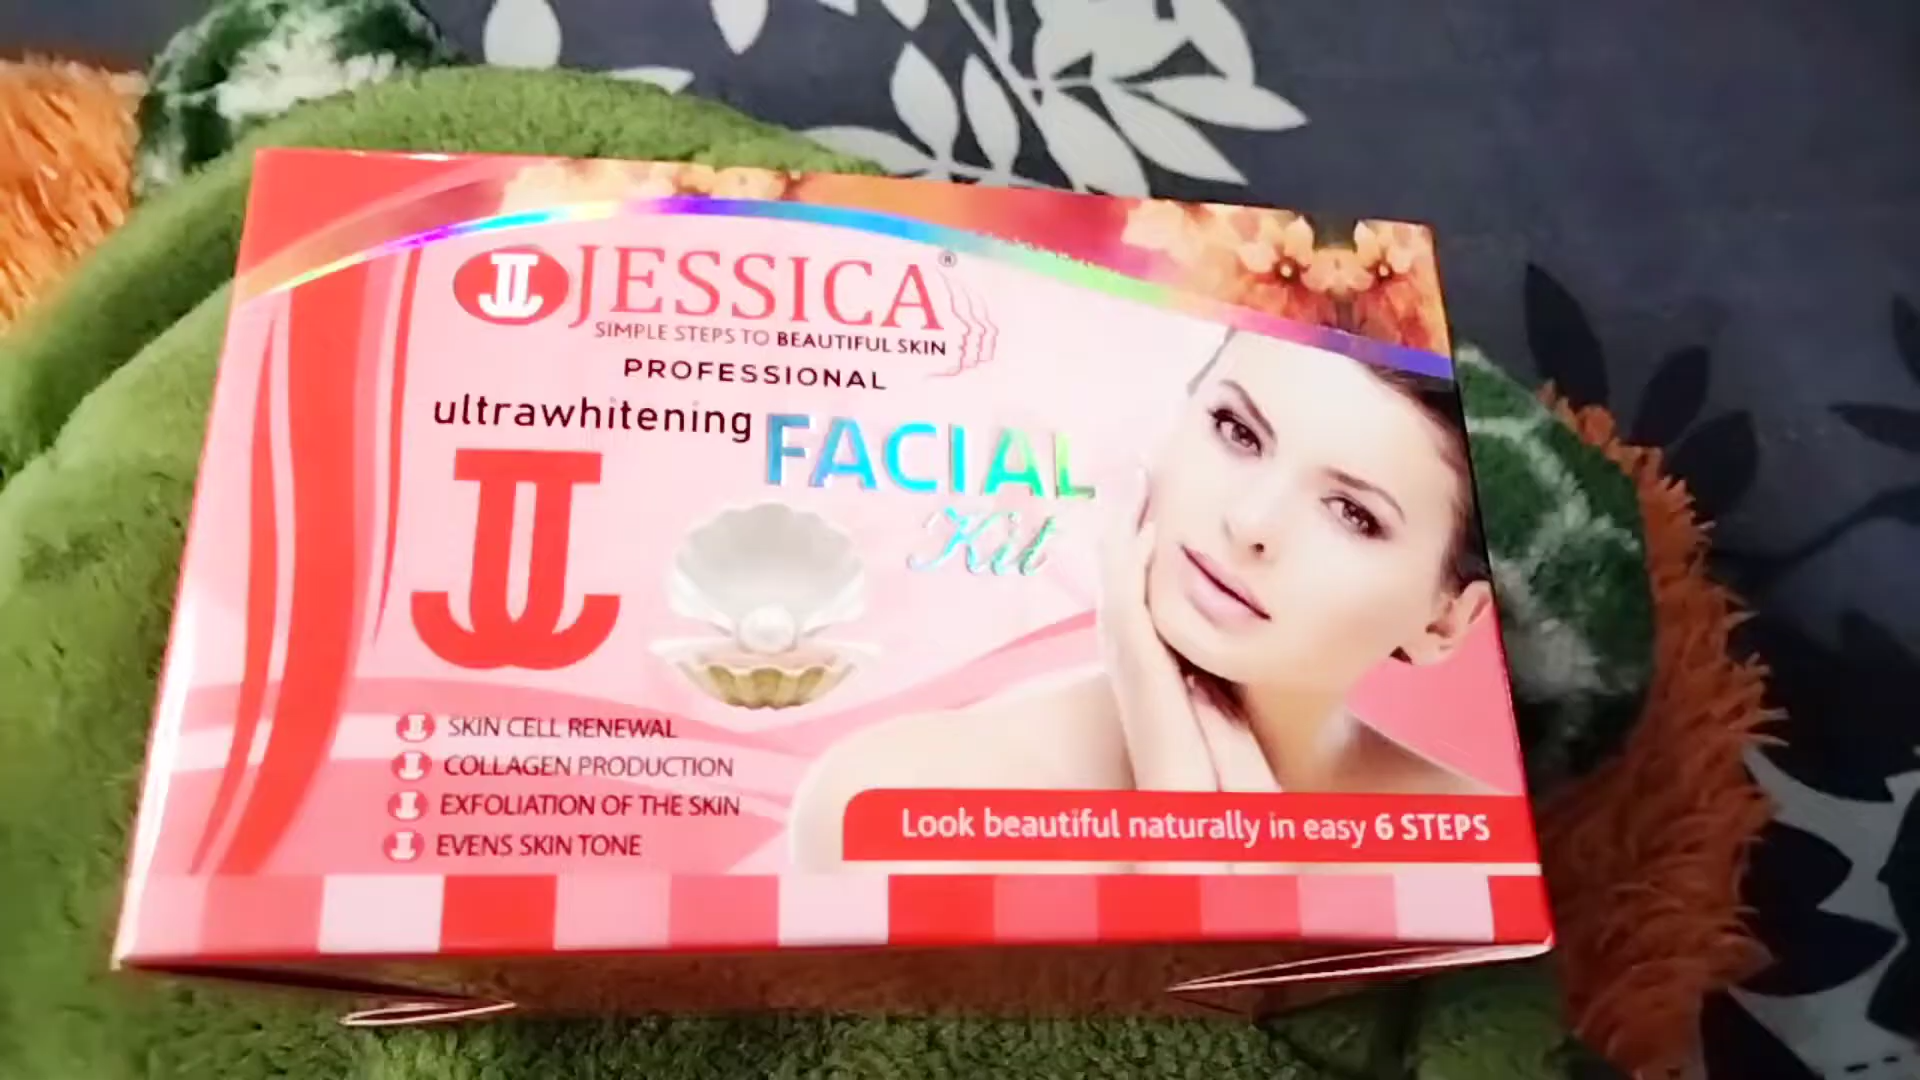 JESSICA®
SIMPLE STEPS TO BEAUTIFUL SKIN
PROFESSIONAL
ultrawhitening FACIAL
Kit
SKIN CELL RENEWAL
COLLAGEN PRODUCTION
EXFOLIATION OF THE SKIN
EVENS SKIN TONE
Look beautiful naturally in easy 6 STEPS